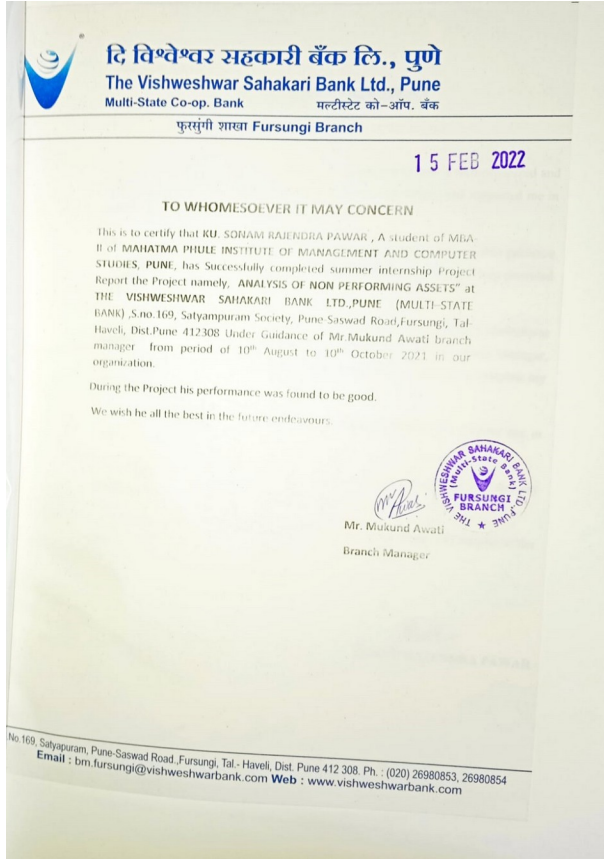 दि विश्वेश्वर सहकारी बँक लि., पुणे
The Vishweshwar Sahakari Bank Ltd., Pune
Multi-State Co-op. Bank मल्टीस्टेट को-ऑप. बँक
फुरसुंगी शाखा Fursungi Branch
15 FEB 2022
TO WHOMESOEVER IT MAY CONCERN
This is to certify that KU. SONAM RAJENDRA PAWAR , A student of MBA
II of MAHATMA PHULE INSTITUTE OF MANAGEMENT AND COMPUTER
STUDIES, PUNE, has Successfully completed summer internship Project
Report the Project namely, ANALYSIS OF NON PERFORMING ASSETS" at
THE VISHWESHWAR SAHAKARI BANK LTD.,PUNE (MULTI-STATE
BANK) ,S.no.169, Satyampuram Society, Pune-Saswad Road,Fursungi, Tal-
Haveli, Dist.Pune 412308 Under Guidance of Mr.Mukund Awati branch
manager from period of 10th August to 10th October 2021 in our
organization.
During the Project his performance was found to be good.
We wish he all the best in the future endeavours.
THE VISHWESHWAR SAHAKARI BANK LTD., PUNE ★
(Multi-State Bank)
FURSUNGI
BRANCH
Mr. Mukund Awati
Branch Manager
.No.169, Satyapuram, Pune-Saswad Road.,Fursungi, Tal.- Haveli, Dist. Pune 412 308. Ph. : (020) 26980853, 26980854
Email : bm.fursungi@vishweshwarbank.com Web : www.vishweshwarbank.com